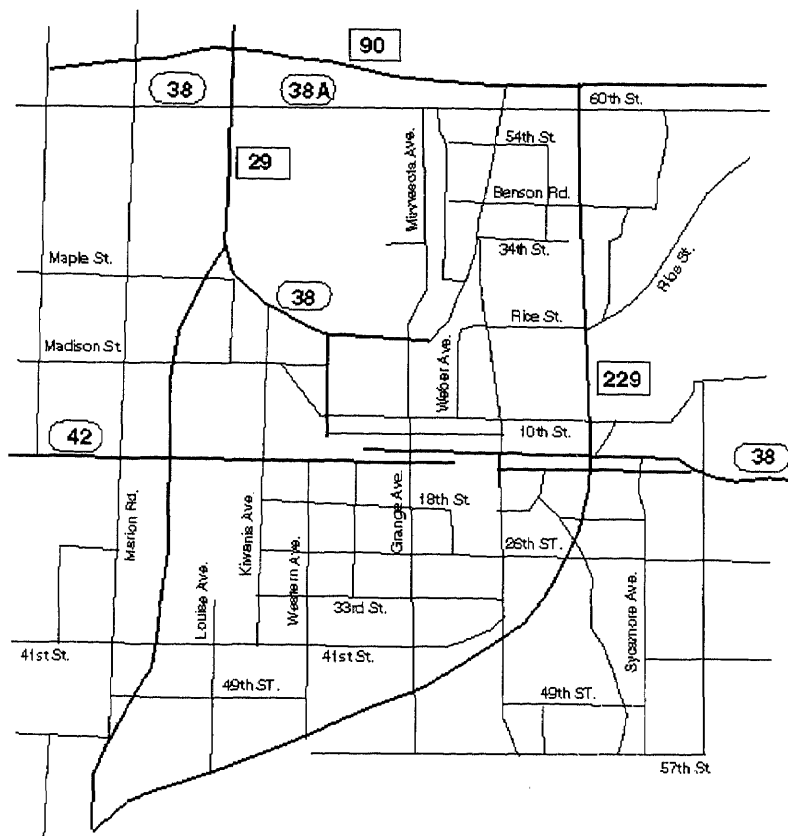 90
38
38A
60th St.
54th St.
29
Minnesota Ave.
Benson Rd.
34th St.
Maple St.
Rice St.
38
Rice St.
Madison St.
Weber Ave.
229
42
10th St.
38
Marion Rd.
Kiwanis Ave.
18th St.
Grange Ave.
26th ST.
Western Ave.
Louise Ave.
33rd St.
Sycamore Ave.
41st St.
41st St.
49th ST.
49th ST.
57th St